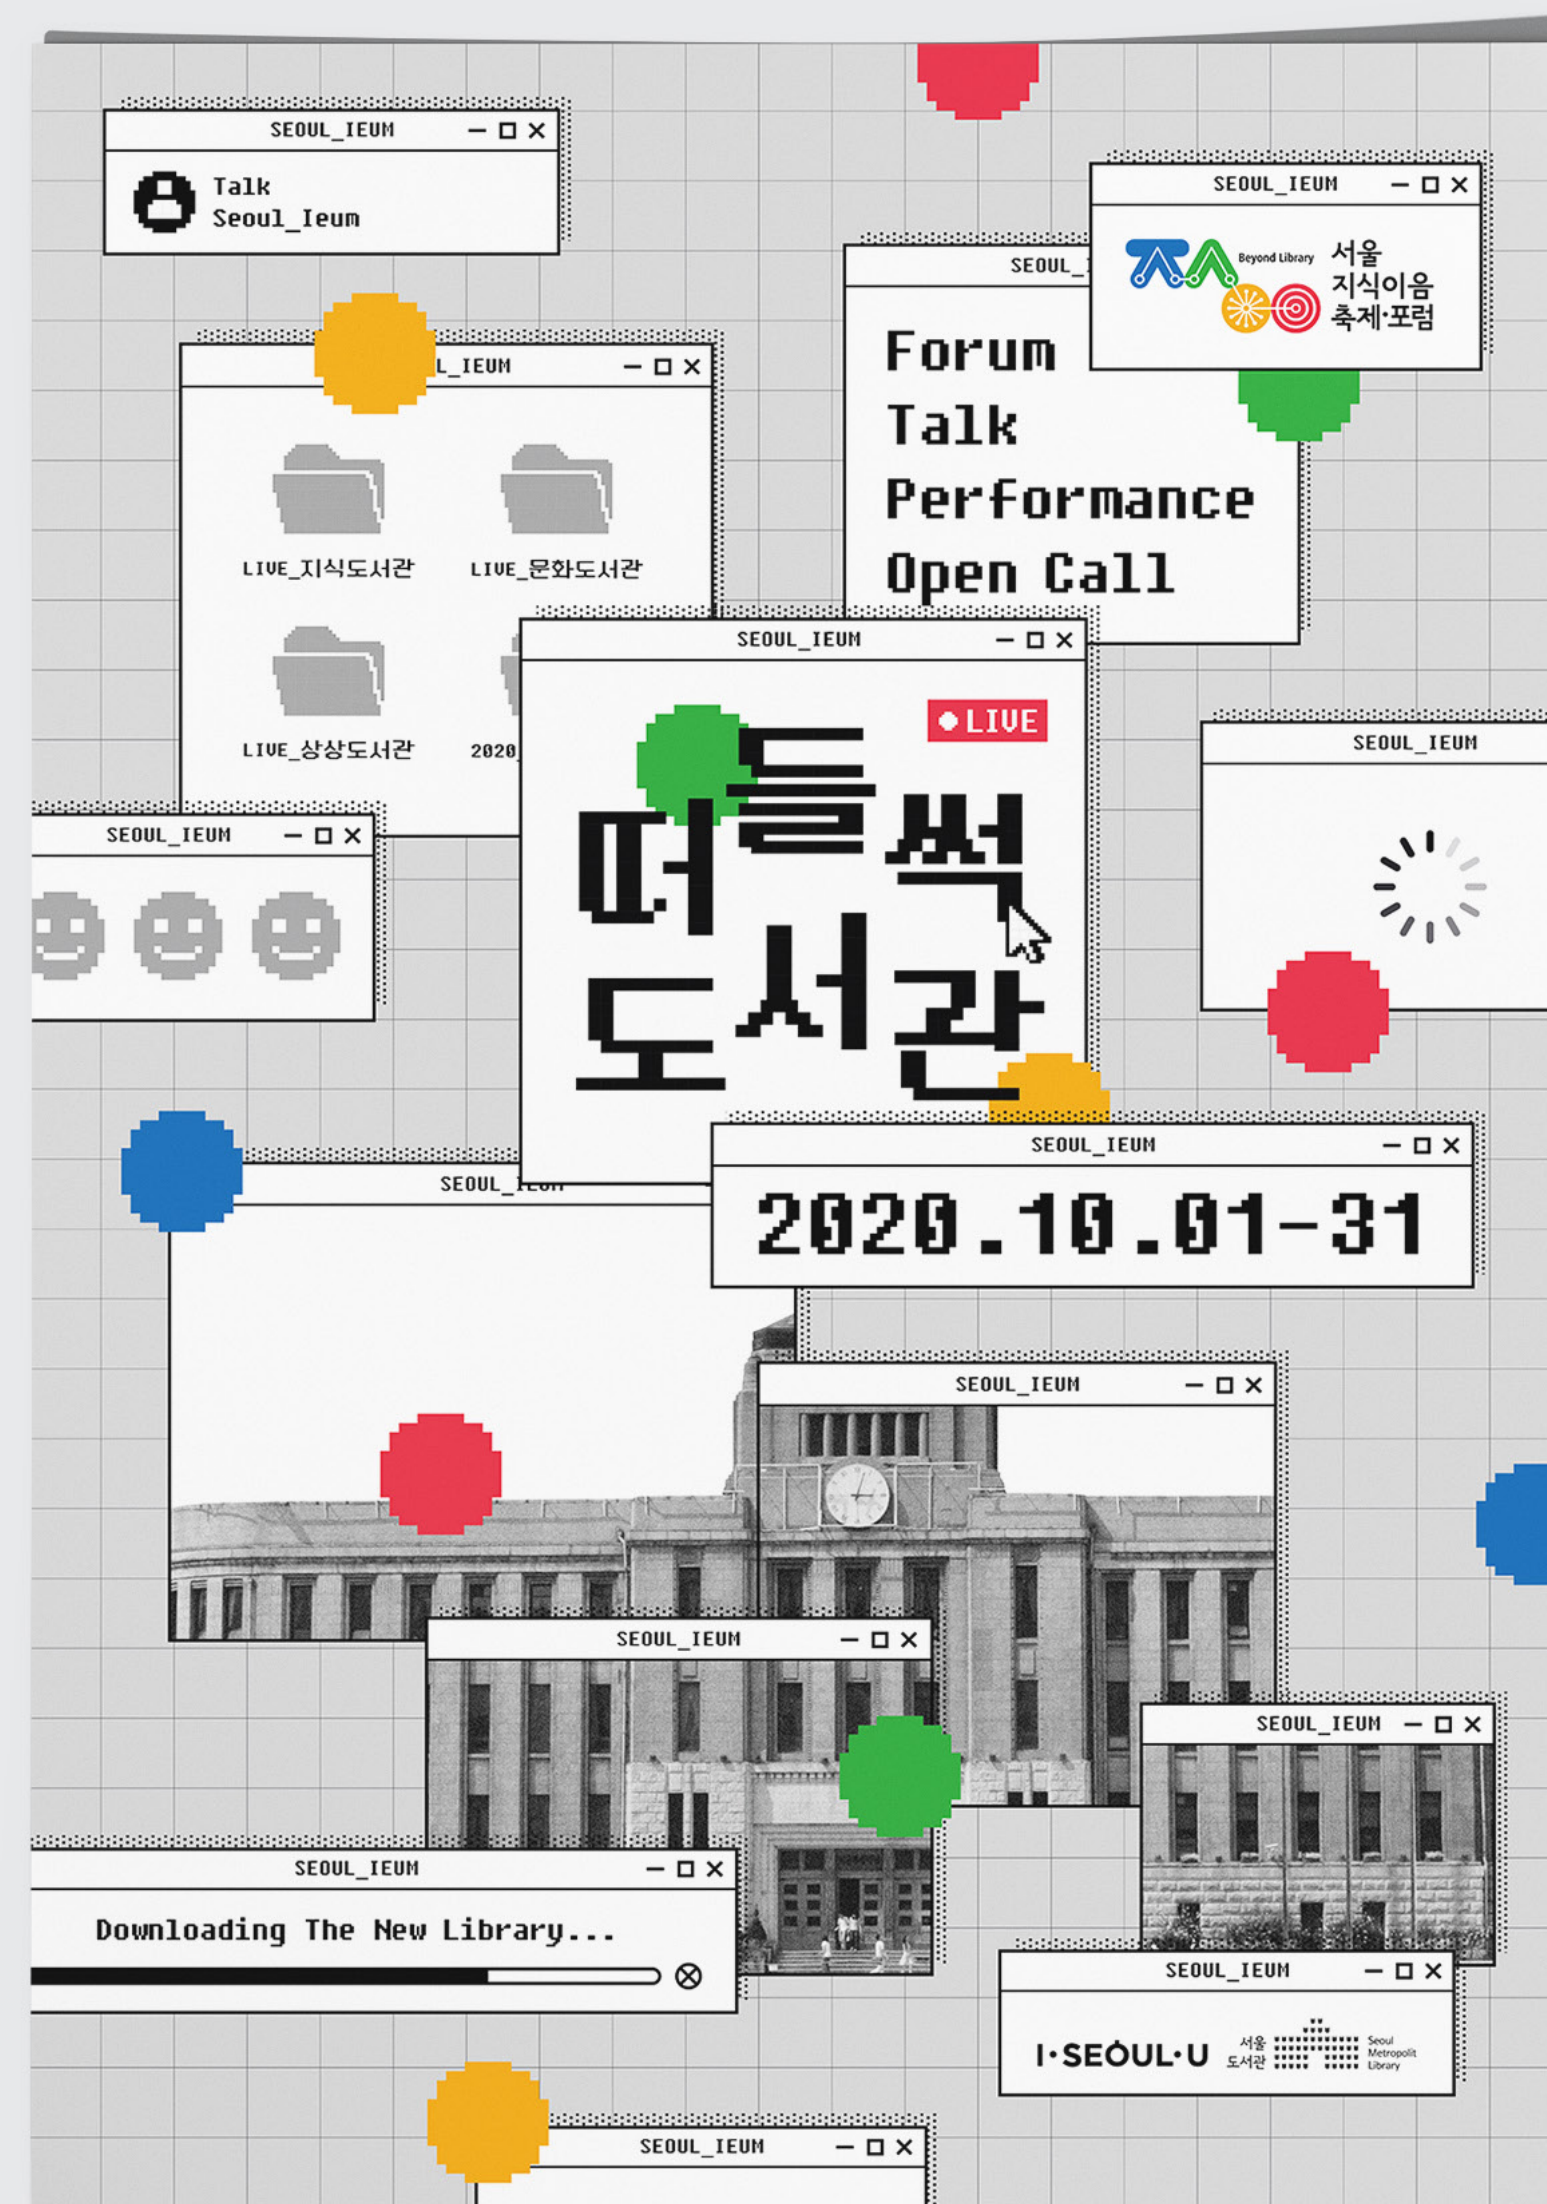 SEOUL_IEUM
Talk
Seoul_Ieum
SEOUL_IEUM
Beyond Library
서울
지식이음
축제·포럼
SEOUL_
Forum
Talk
Performance
Open Call
L_IEUM
LIVE_지식도서관
LIVE_문화도서관
LIVE_상상도서관
2020_
SEOUL_IEUM
LIVE
떠들썩
도서관
SEOUL_IEUM
SEOUL_IEUM
SEOUL_IEUM
2020.10.01-31
SEOUL_IEUM
SEOUL_IEUM
SEOUL_IEUM
SEOUL_IEUM
SEOUL_IEUM
Downloading The New Library...
SEOUL_IEUM
I·SEOUL·U
서울
도서관
Seoul
Metropolit
Library
SEOUL_IEUM